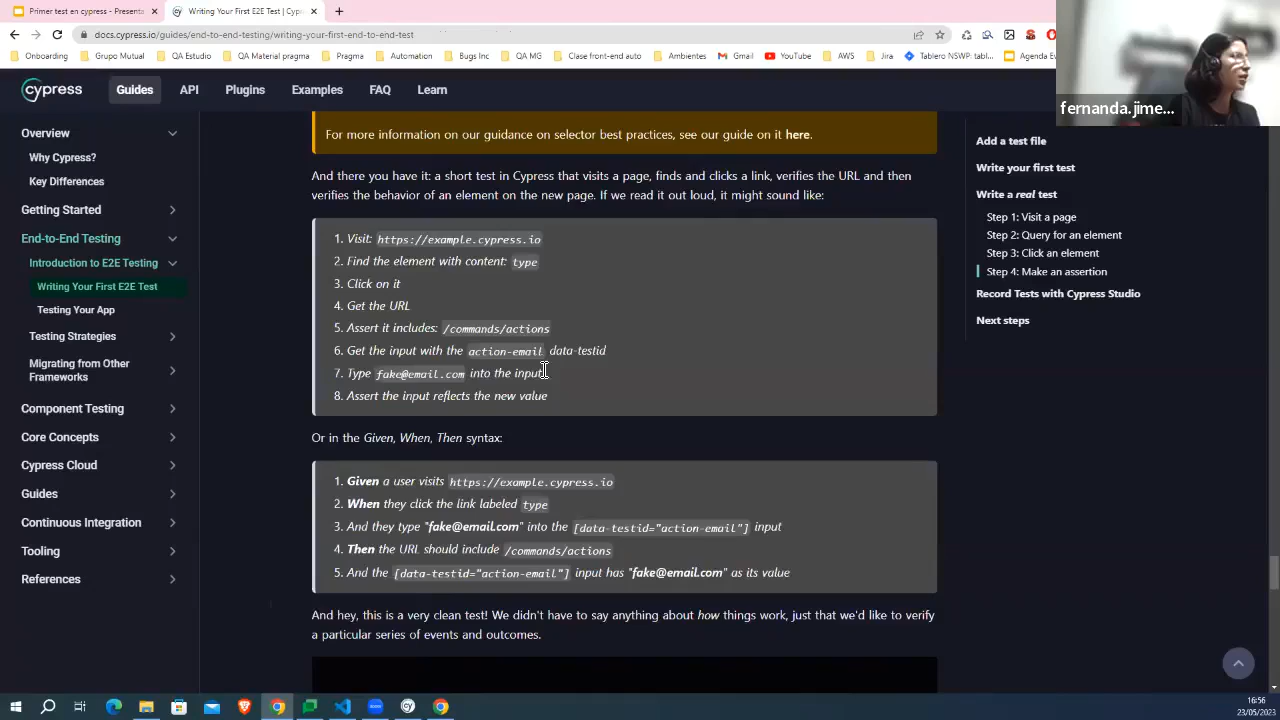 Primer test en cypress - Presenta
Writing Your First E2E Test | Cypr
docs.cypress.io/guides/end-to-end-testing/writing-your-first-end-to-end-test
Onboarding
Grupo Mutual
QA Estudio
QA Material pragma
Automation
Bugs Inc
QA MG
Clase front-end auto
Ambientes
Gmail
YouTube
AWS
Jira
Tablero NSWP: tabl...
Agenda Ev
fernanda.jime...
cypress
Guides
API
Plugins
Examples
FAQ
Learn
Overview
Why Cypress?
Key Differences
Getting Started
End-to-End Testing
Introduction to E2E Testing
Writing Your First E2E Test
Testing Your App
Testing Strategies
Migrating from Other
Frameworks
Component Testing
Core Concepts
Cypress Cloud
Guides
Continuous Integration
Tooling
References
For more information on our guidance on selector best practices, see our guide on it here.
And there you have it: a short test in Cypress that visits a page, finds and clicks a link, verifies the URL and then
verifies the behavior of an element on the new page. If we read it out loud, it might sound like:
1. Visit: https://example.cypress.io
2. Find the element with content: type
3. Click on it
4. Get the URL
5. Assert it includes: /commands/actions
6. Get the input with the action-email data-testid
7. Type fake@email.com into the input
8. Assert the input reflects the new value
Or in the Given, When, Then syntax:
1. Given a user visits https://example.cypress.io
2. When they click the link labeled type
3. And they type "fake@email.com" into the [data-testid="action-email"] input
4. Then the URL should include /commands/actions
5. And the [data-testid="action-email"] input has "fake@email.com" as its value
And hey, this is a very clean test! We didn't have to say anything about how things work, just that we'd like to verify
a particular series of events and outcomes.
Add a test file
Write your first test
Write a real test
Step 1: Visit a page
Step 2: Query for an element
Step 3: Click an element
Step 4: Make an assertion
Record Tests with Cypress Studio
Next steps
16:56
23/05/2023